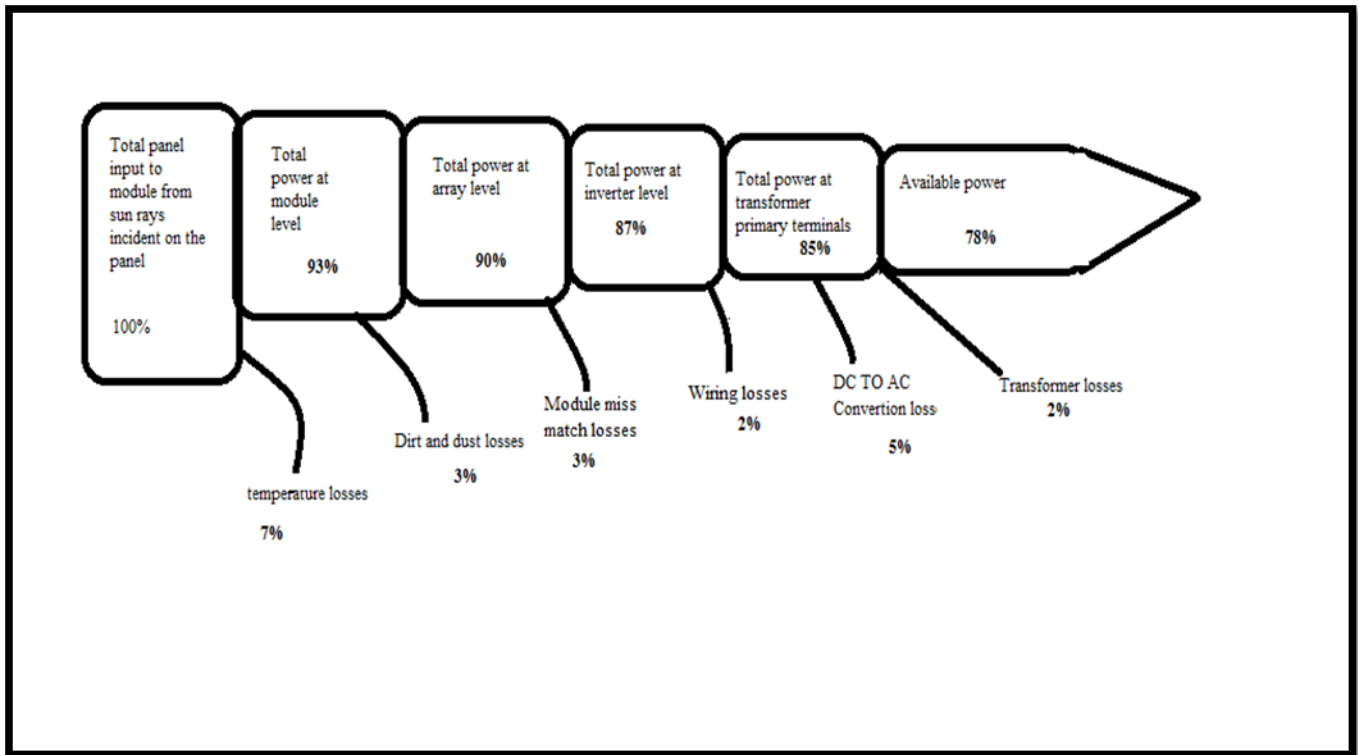 Total panel
input to
module from
sun rays
incident on the
panel
100%
Total
power at
module
level
93%
Total power at
array level
90%
Total power at
inverter level
87%
Total power at
transformer
primary terminals
85%
Available power
78%
temperature losses
7%
Dirt and dust losses
3%
Module miss
match losses
3%
Wiring losses
2%
DC TO AC
Convertion loss
5%
Transformer losses
2%